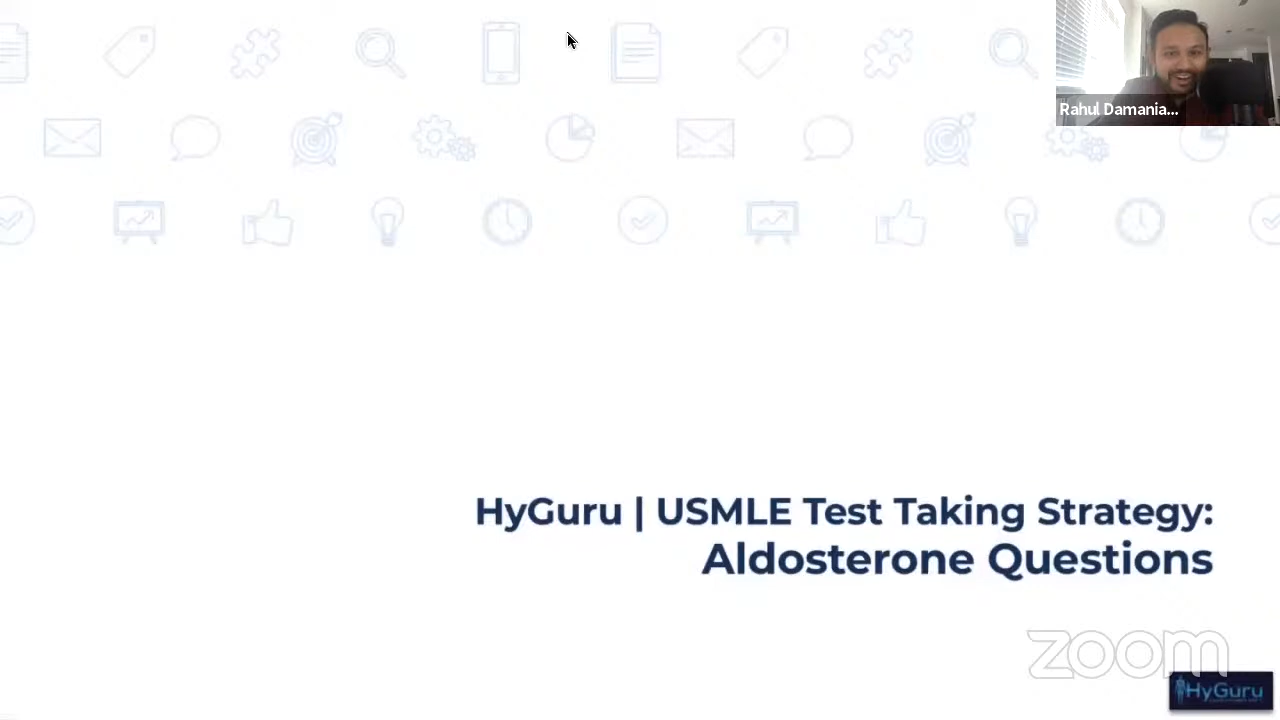 Rahul Damania...
HyGuru | USMLE Test Taking Strategy:
Aldosterone Questions
zoom
HyGuru